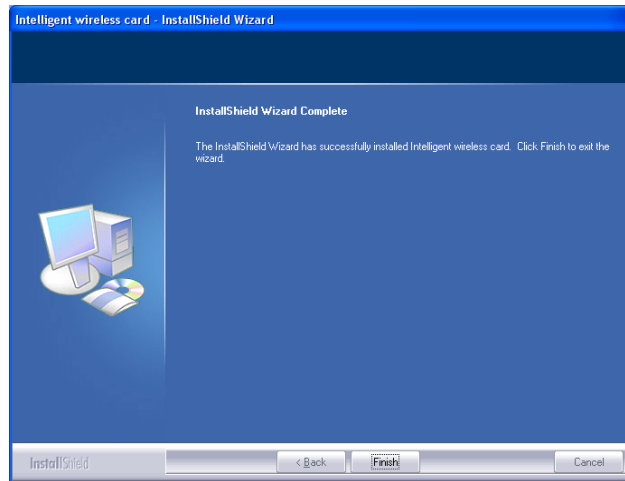 Intelligent wireless card - InstallShield Wizard
InstallShield Wizard Complete
The InstallShield Wizard has successfully installed Intelligent wireless card. Click Finish to exit the
wizard.
InstallShield
< Back Finish Cancel